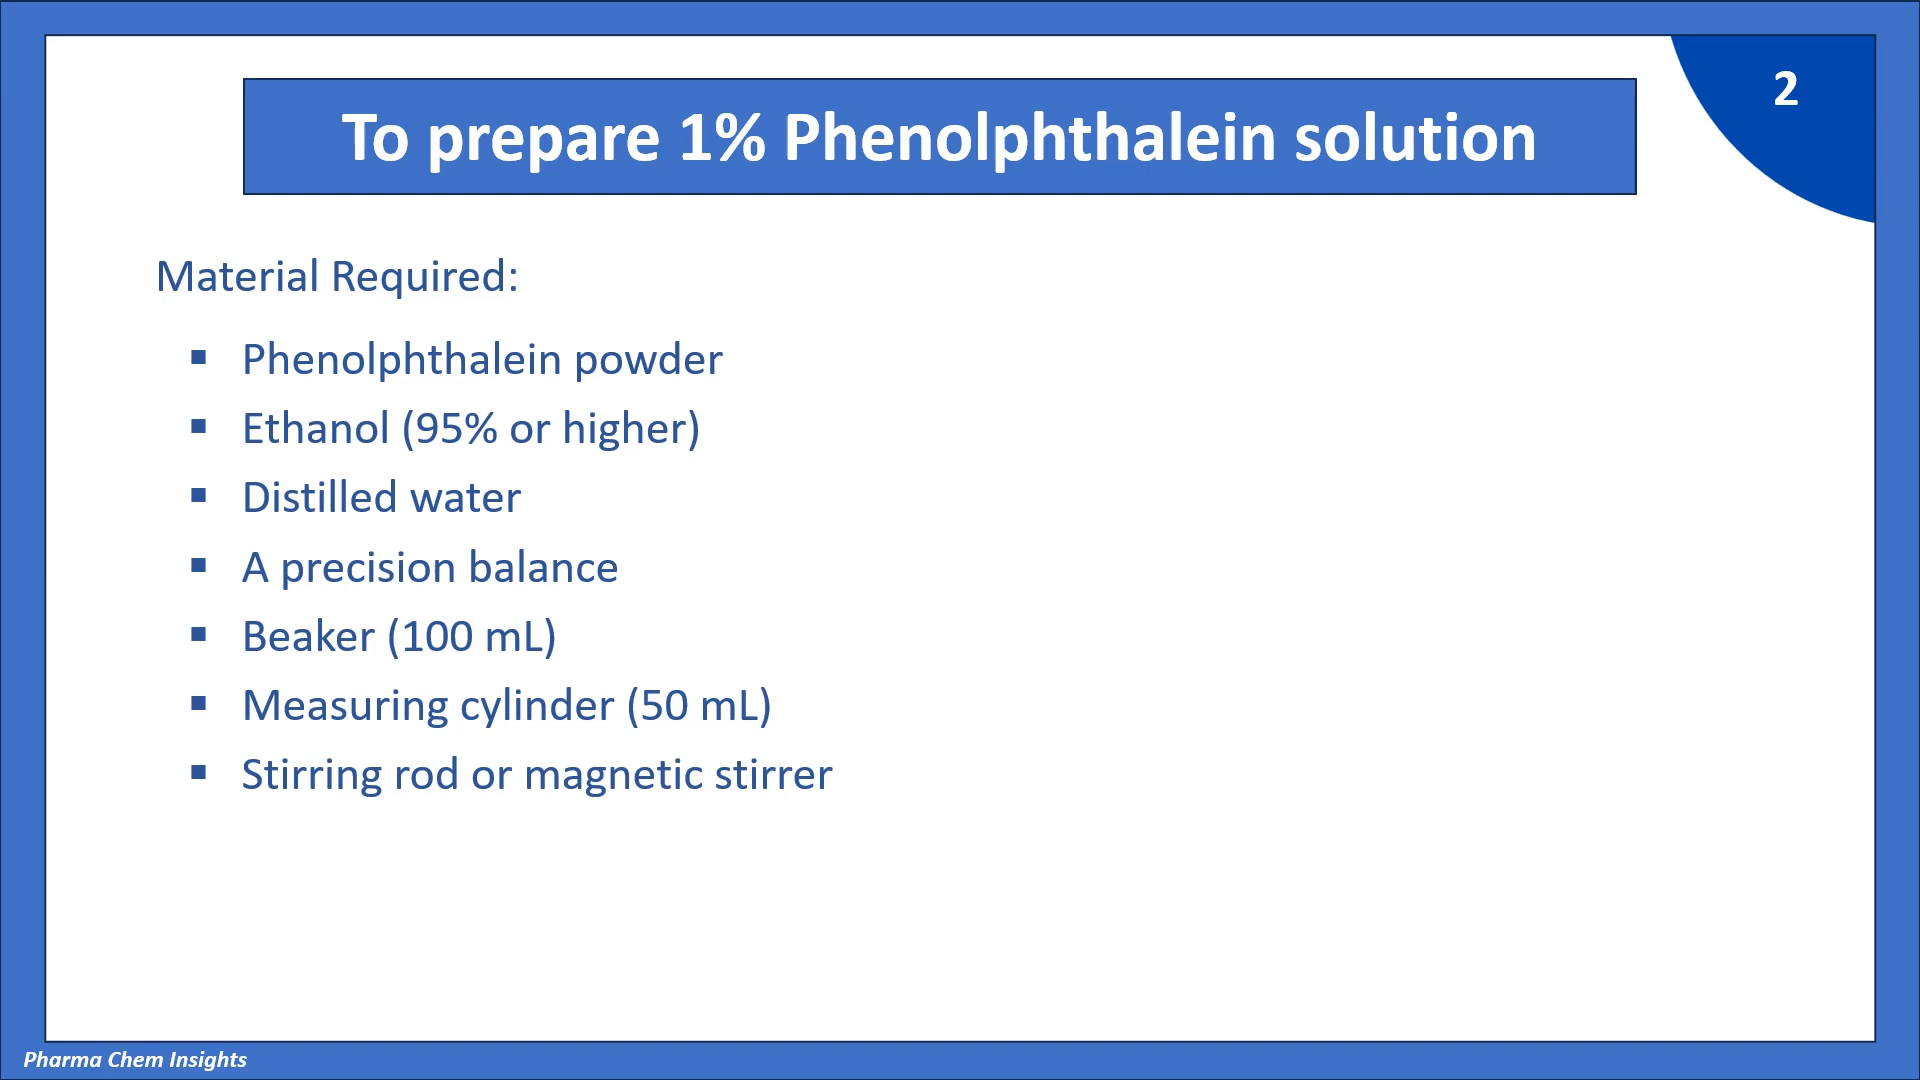 2
To prepare 1% Phenolphthalein solution
Material Required:
▪ Phenolphthalein powder
▪ Ethanol (95% or higher)
▪ Distilled water
▪ A precision balance
▪ Beaker (100 mL)
▪ Measuring cylinder (50 mL)
▪ Stirring rod or magnetic stirrer
Pharma Chem Insights